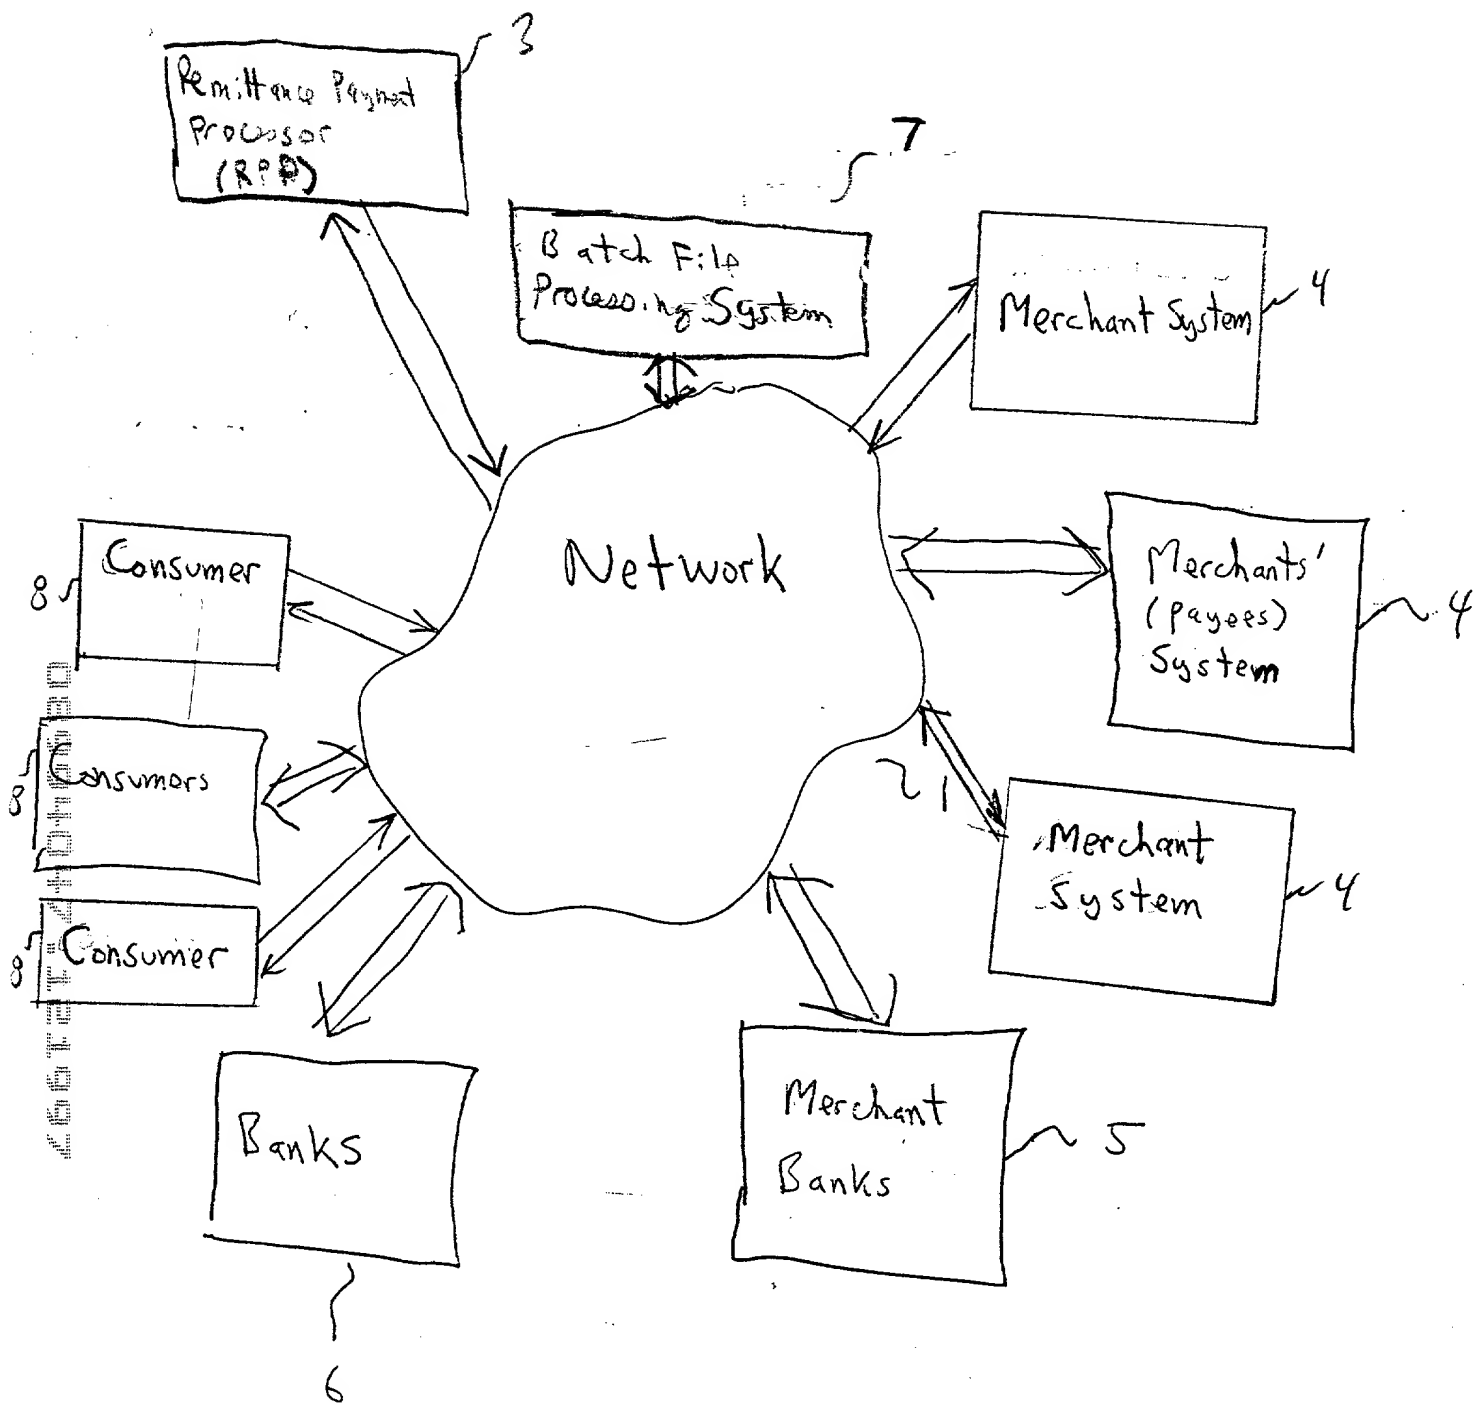 3
Remittance Payment
Processor
(RPP)
7
Batch File
Processing System
Merchant System
4
Network
Consumer
8
Merchants'
(Payees)
System
4
Consumers
8
1
Merchant
System
4
Consumer
8
Banks
6
Merchant
Banks
5